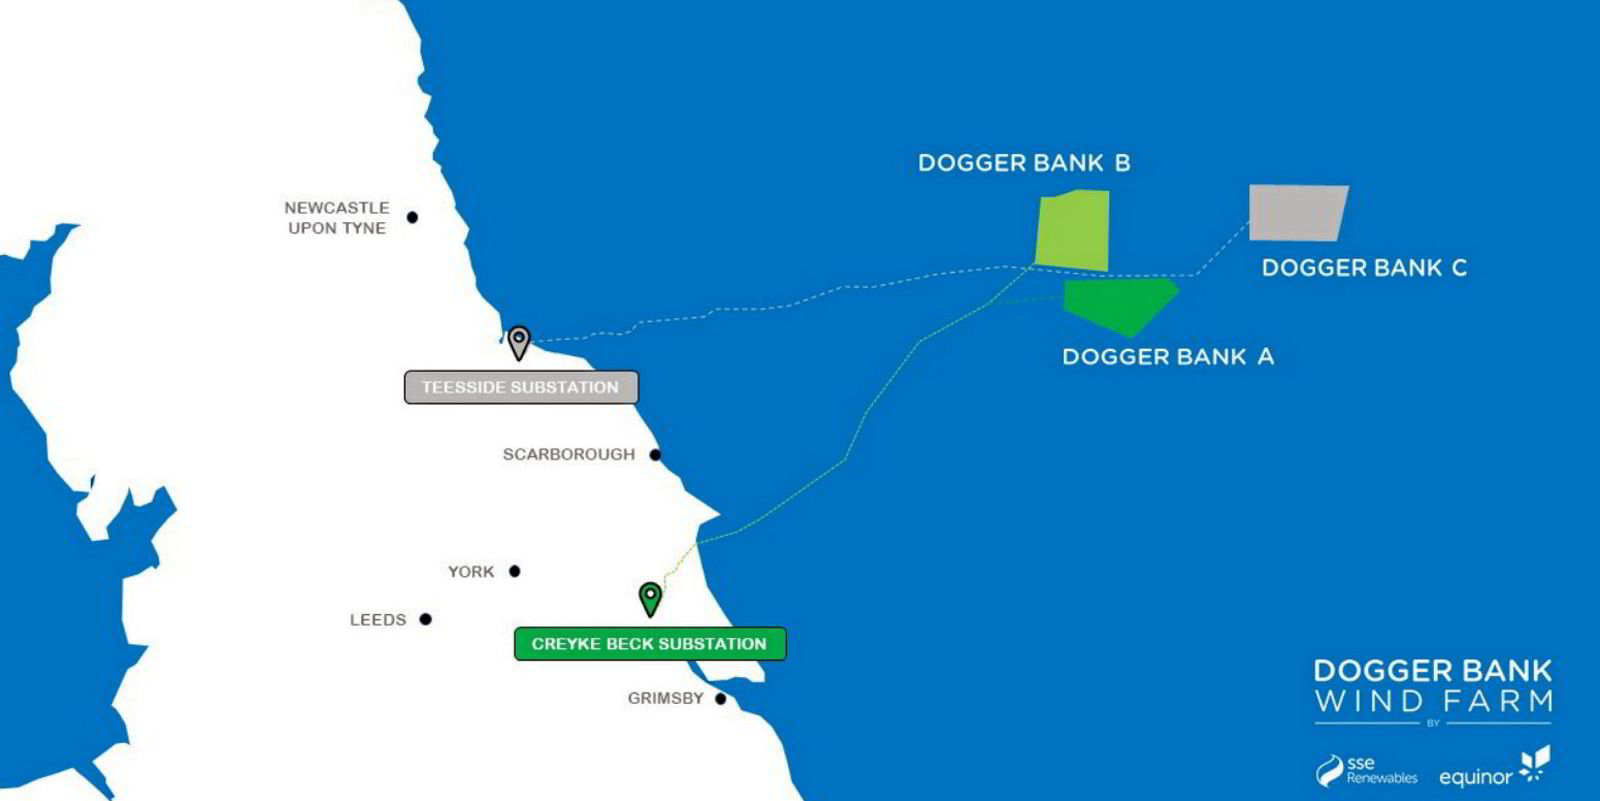 DOGGER BANK B
NEWCASTLE
UPON TYNE
DOGGER BANK C
DOGGER BANK A
TEESSIDE SUBSTATION
SCARBOROUGH
YORK
LEEDS
CREYKE BECK SUBSTATION
GRIMSBY
DOGGER BANK
WIND FARM
BY
sse
Renewables
equinor